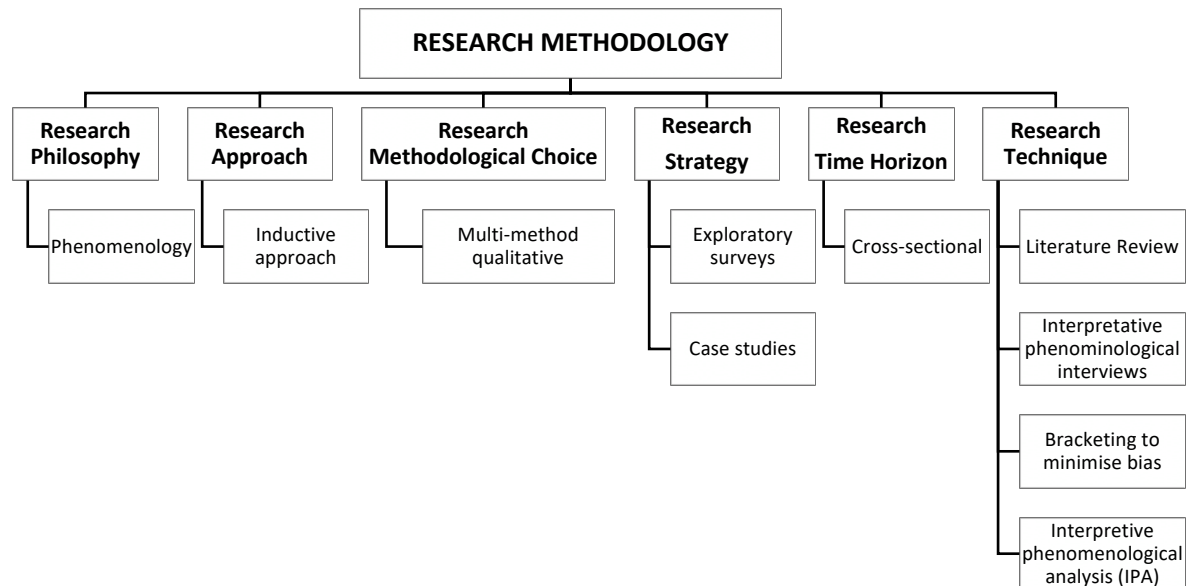 RESEARCH METHODOLOGY
Research
Philosophy
Research
Approach
Research
Methodological Choice
Research
Strategy
Research
Time Horizon
Research
Technique
Phenomenology
Inductive
approach
Multi-method
qualitative
Exploratory
surveys
Case studies
Cross-sectional
Literature Review
Interpretative
phenominological
interviews
Bracketing to
minimise bias
Interpretive
phenomenological
analysis (IPA)